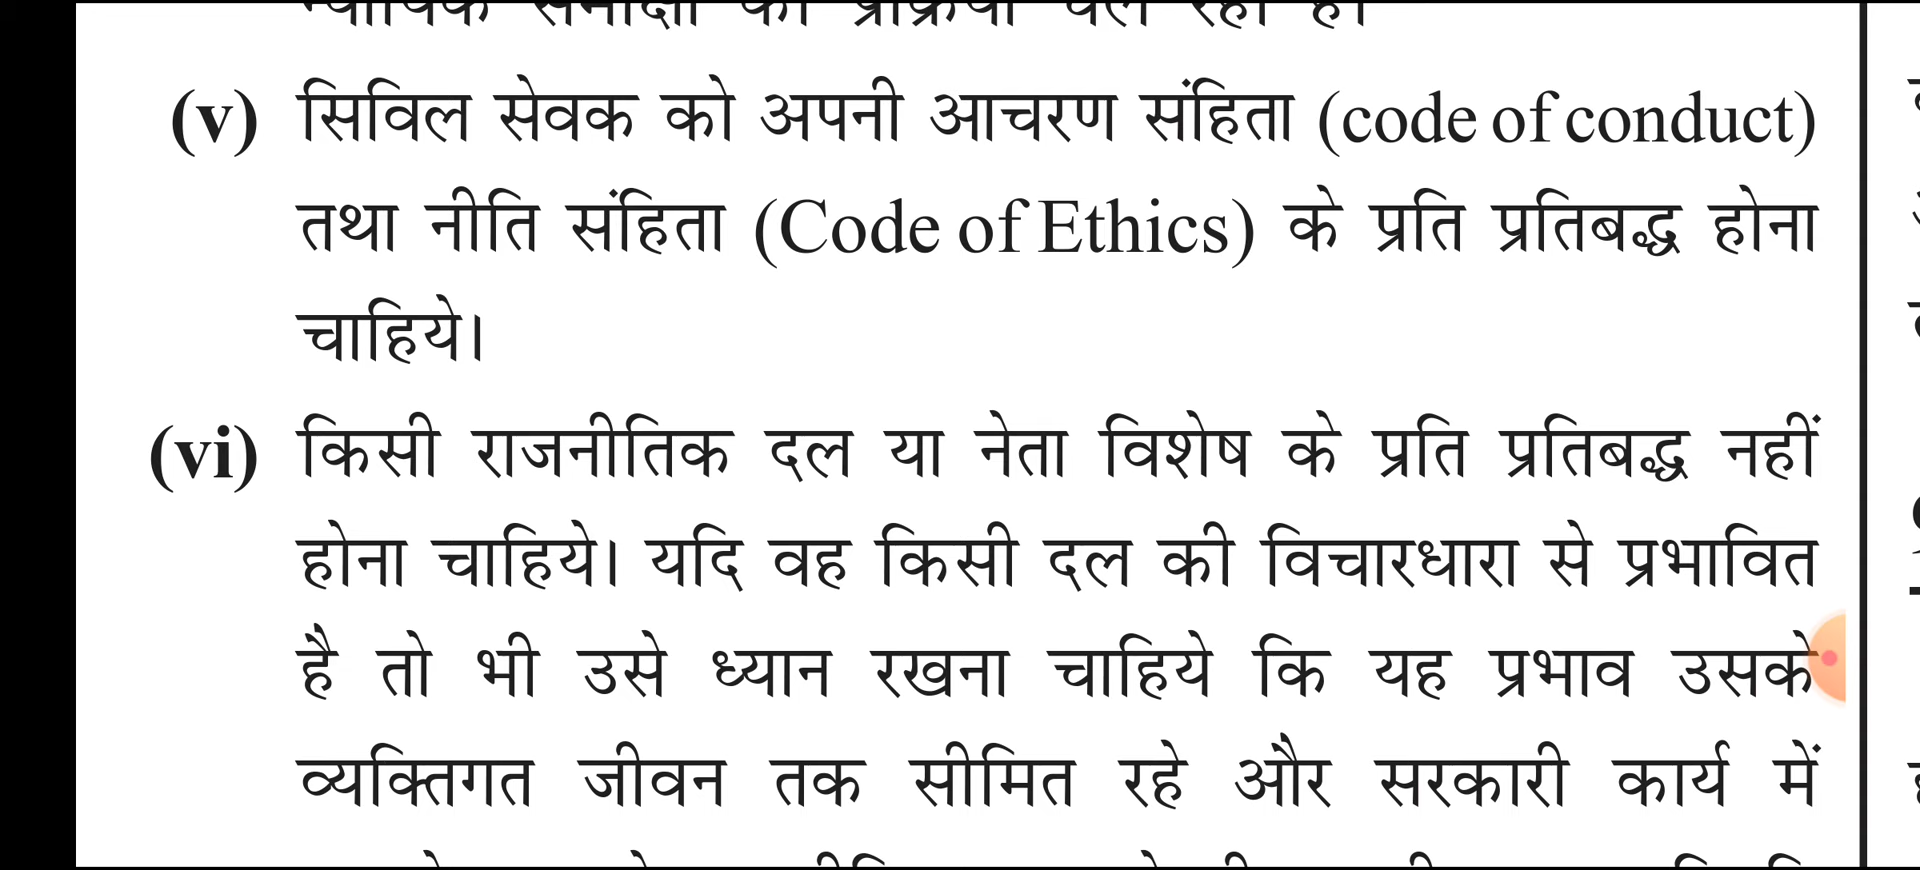 (v) सिविल सेवक को अपनी आचरण संहिता (code of conduct)
तथा नीति संहिता (Code of Ethics) के प्रति प्रतिबद्ध होना
चाहिये।
(vi) किसी राजनीतिक दल या नेता विशेष के प्रति प्रतिबद्ध नहीं
होना चाहिये। यदि वह किसी दल की विचारधारा से प्रभावित
है तो भी उसे ध्यान रखना चाहिये कि यह प्रभाव उसके
व्यक्तिगत जीवन तक सीमित रहे और सरकारी कार्य में